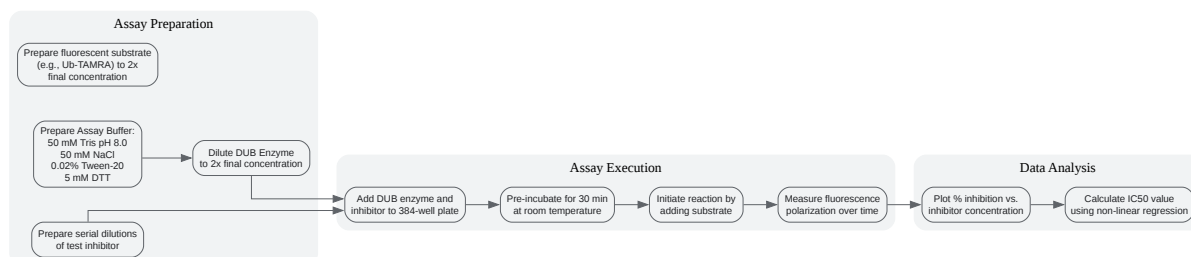 Assay Preparation
Prepare fluorescent substrate
(e.g., Ub-TAMRA) to 2x
final concentration
Prepare Assay Buffer:
50 mM Tris pH 8.0
50 mM NaCl
0.02% Tween-20
5 mM DTT
Dilute DUB Enzyme
to 2x final concentration
Prepare serial dilutions
of test inhibitor
Assay Execution
Add DUB enzyme and
inhibitor to 384-well plate
Pre-incubate for 30 min
at room temperature
Initiate reaction by
adding substrate
Measure fluorescence
polarization over time
Data Analysis
Plot % inhibition vs.
inhibitor concentration
Calculate IC50 value
using non-linear regression